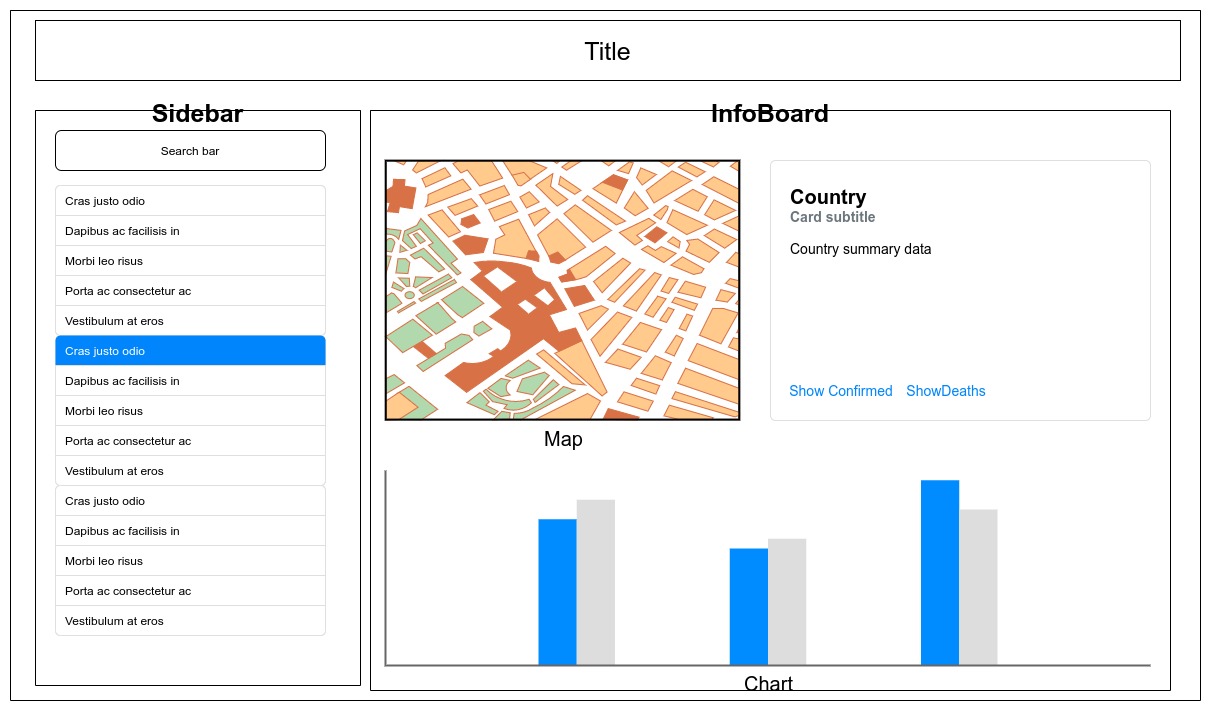 Title
Sidebar
Search bar
Cras justo odio
Dapibus ac facilisis in
Morbi leo risus
Porta ac consectetur ac
Vestibulum at eros
Cras justo odio
Dapibus ac facilisis in
Morbi leo risus
Porta ac consectetur ac
Vestibulum at eros
Cras justo odio
Dapibus ac facilisis in
Morbi leo risus
Porta ac consectetur ac
Vestibulum at eros
InfoBoard
Map
Country
Card subtitle
Country summary data
Show Confirmed ShowDeaths
Chart